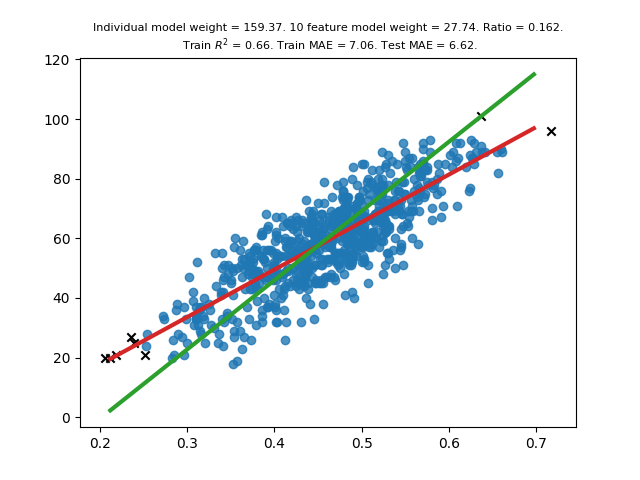 Individual model weight = 159.37. 10 feature model weight = 27.74. Ratio = 0.162.
Train R² = 0.66. Train MAE = 7.06. Test MAE = 6.62.
120
100
80
60
40
20
0
0.2 0.3 0.4 0.5 0.6 0.7